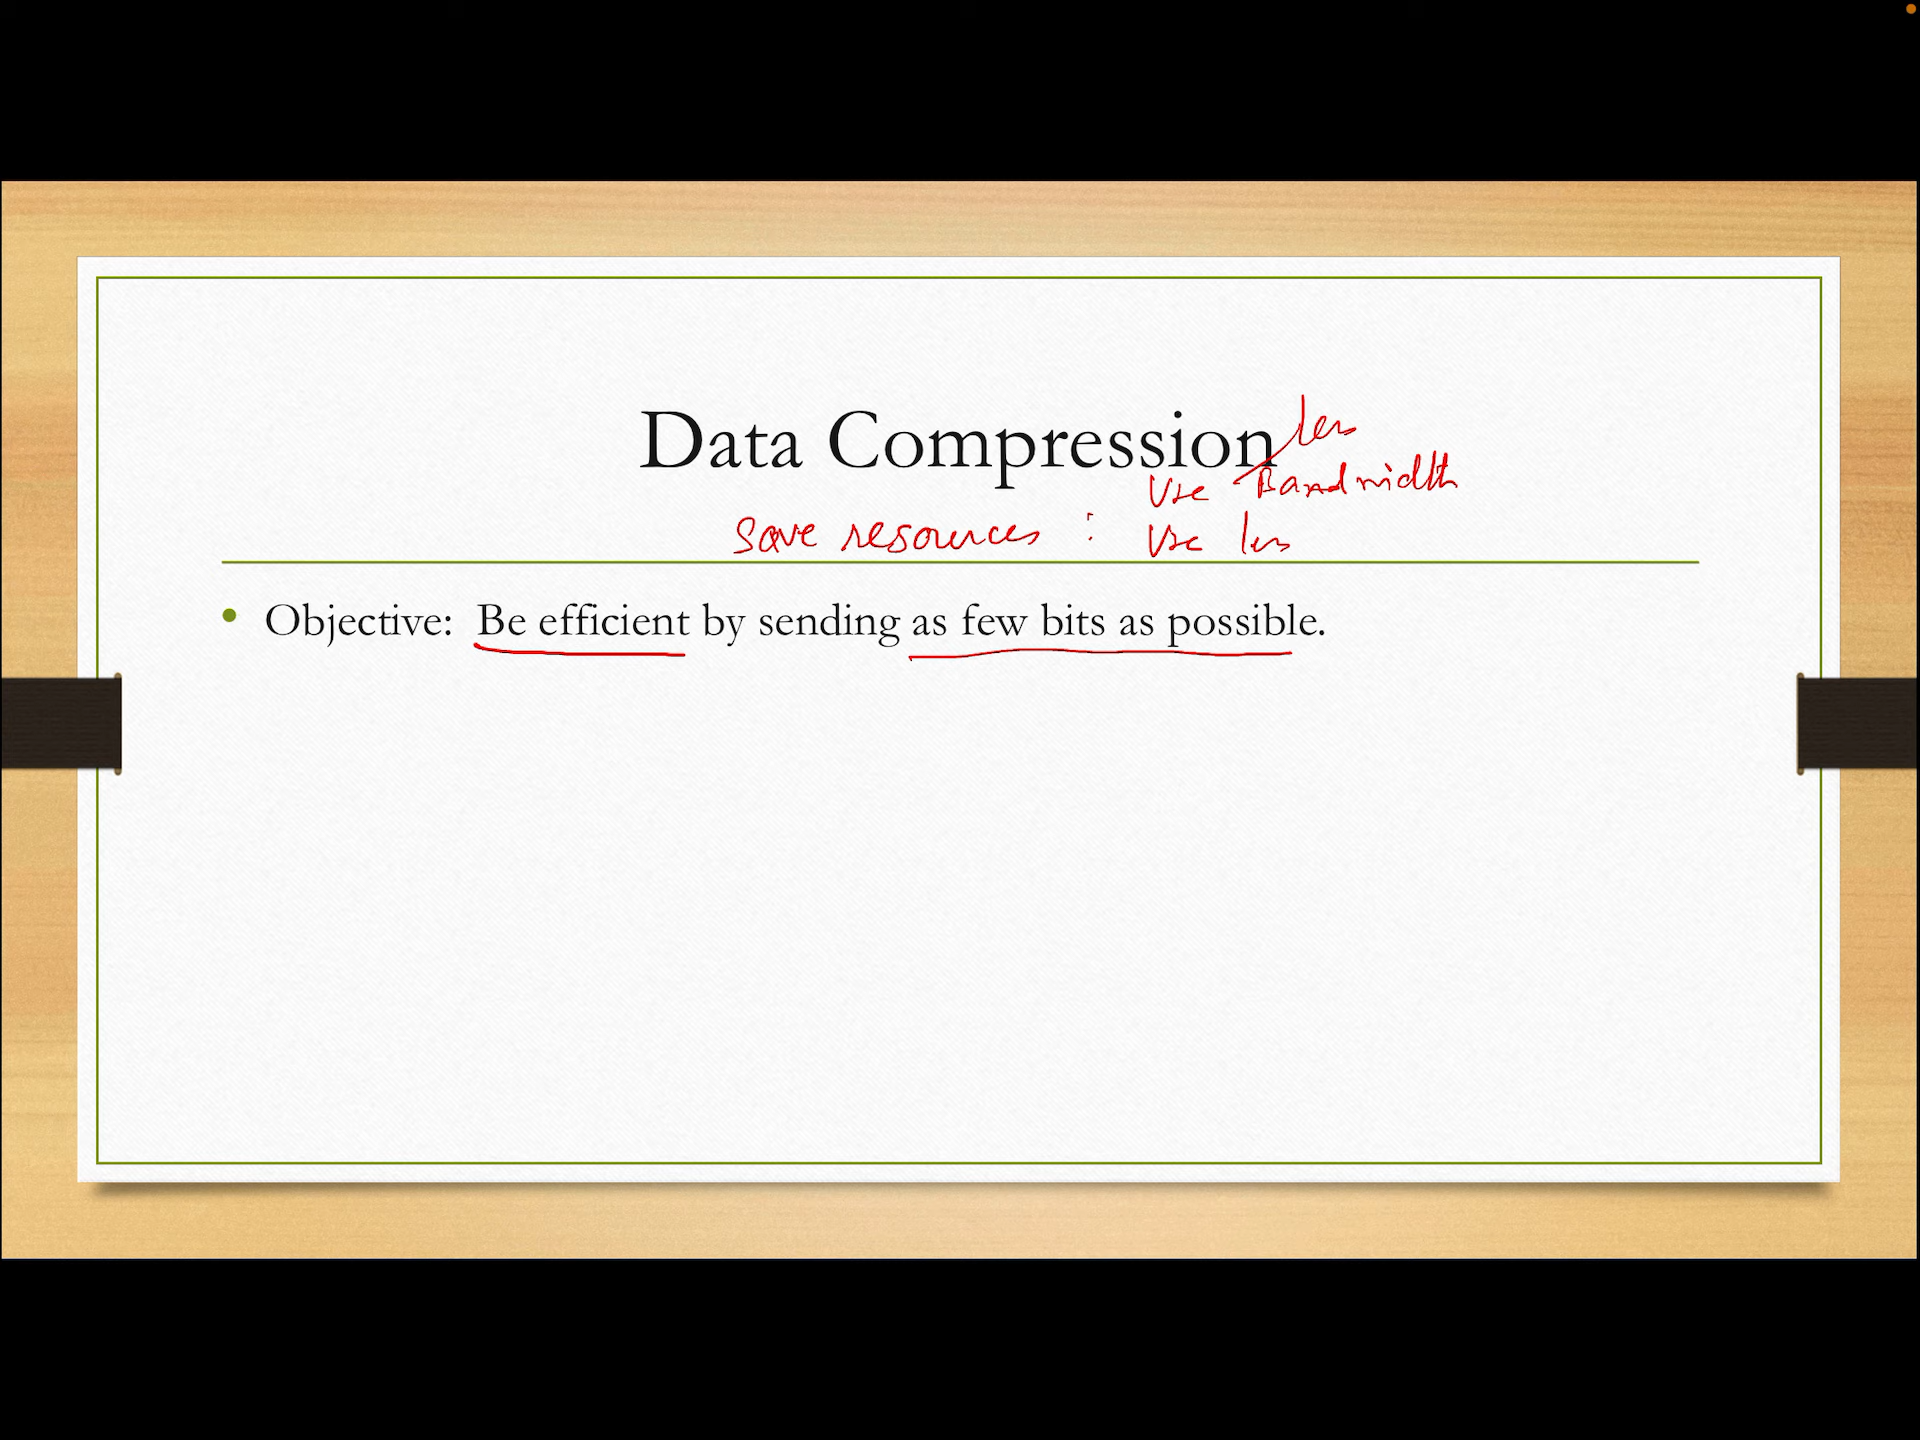 Data Compression
less
Use Bandwidth
Save resources : Use less
• Objective: Be efficient by sending as few bits as possible.